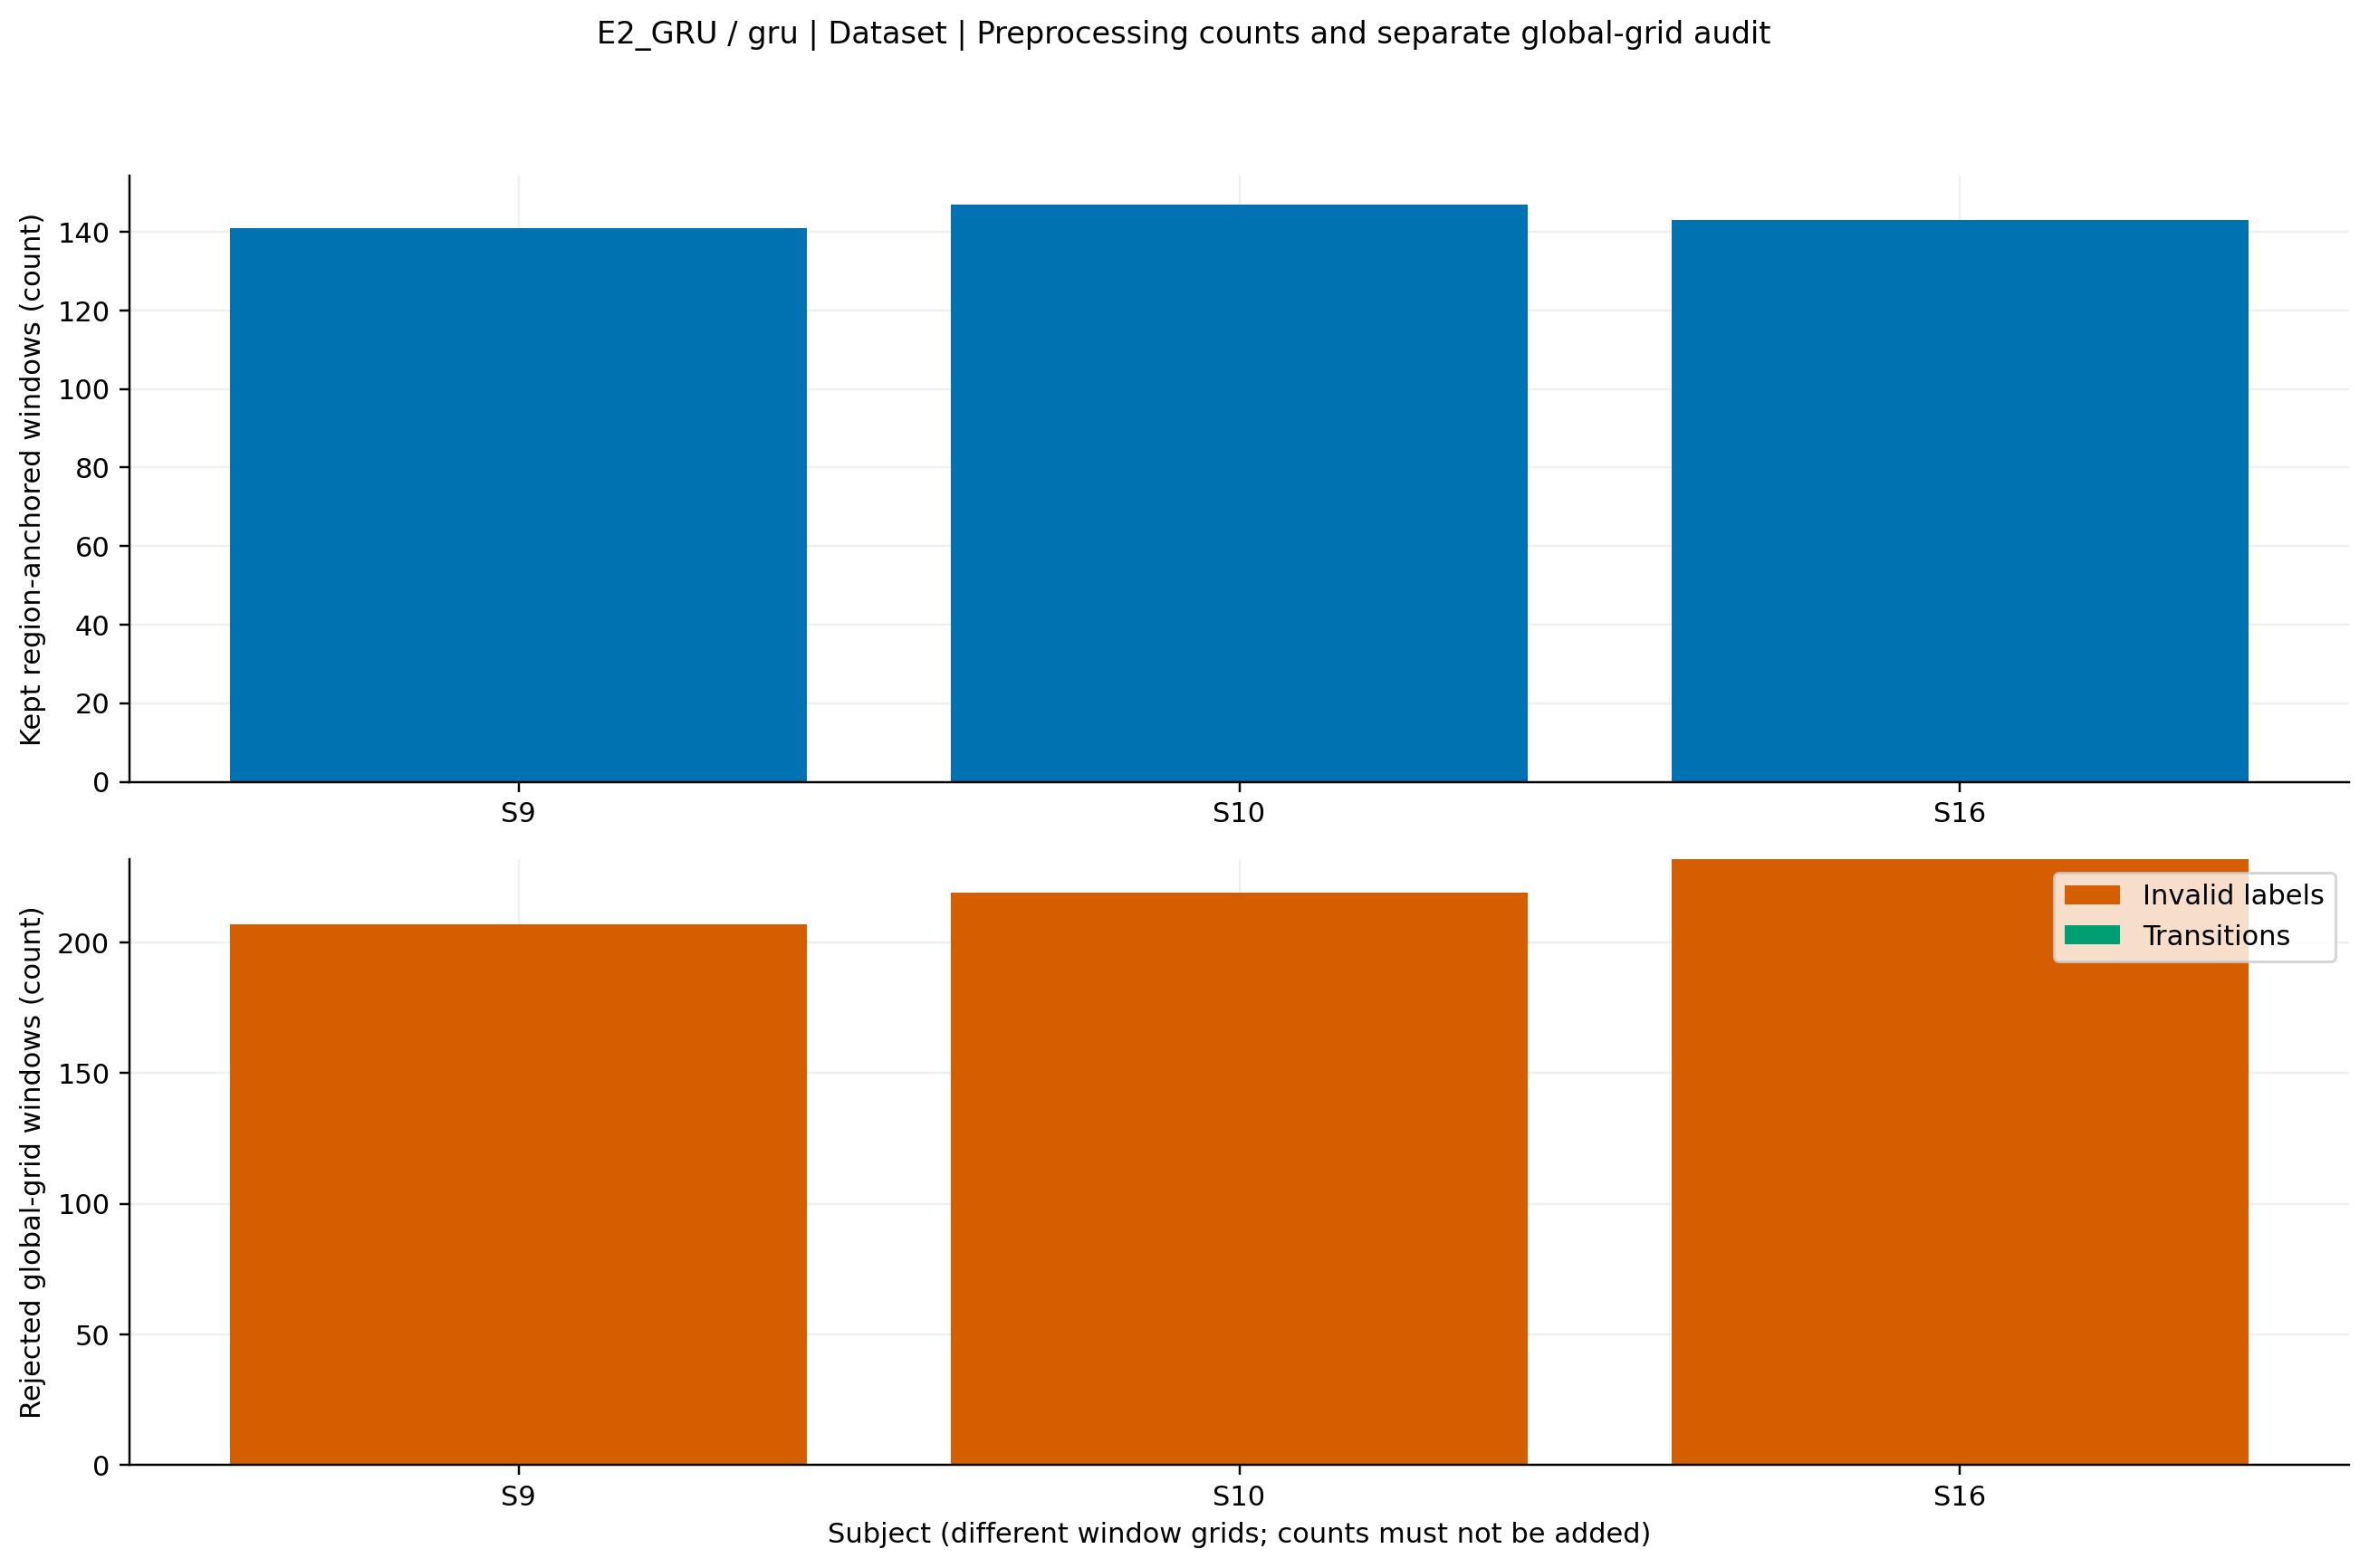 E2_GRU / gru | Dataset | Preprocessing counts and separate global-grid audit
Kept region-anchored windows (count)
140
120
100
80
60
40
20
0
S9 S10 S16
Rejected global-grid windows (count)
200
150
100
50
0
Invalid labels
Transitions
S9 S10 S16
Subject (different window grids; counts must not be added)